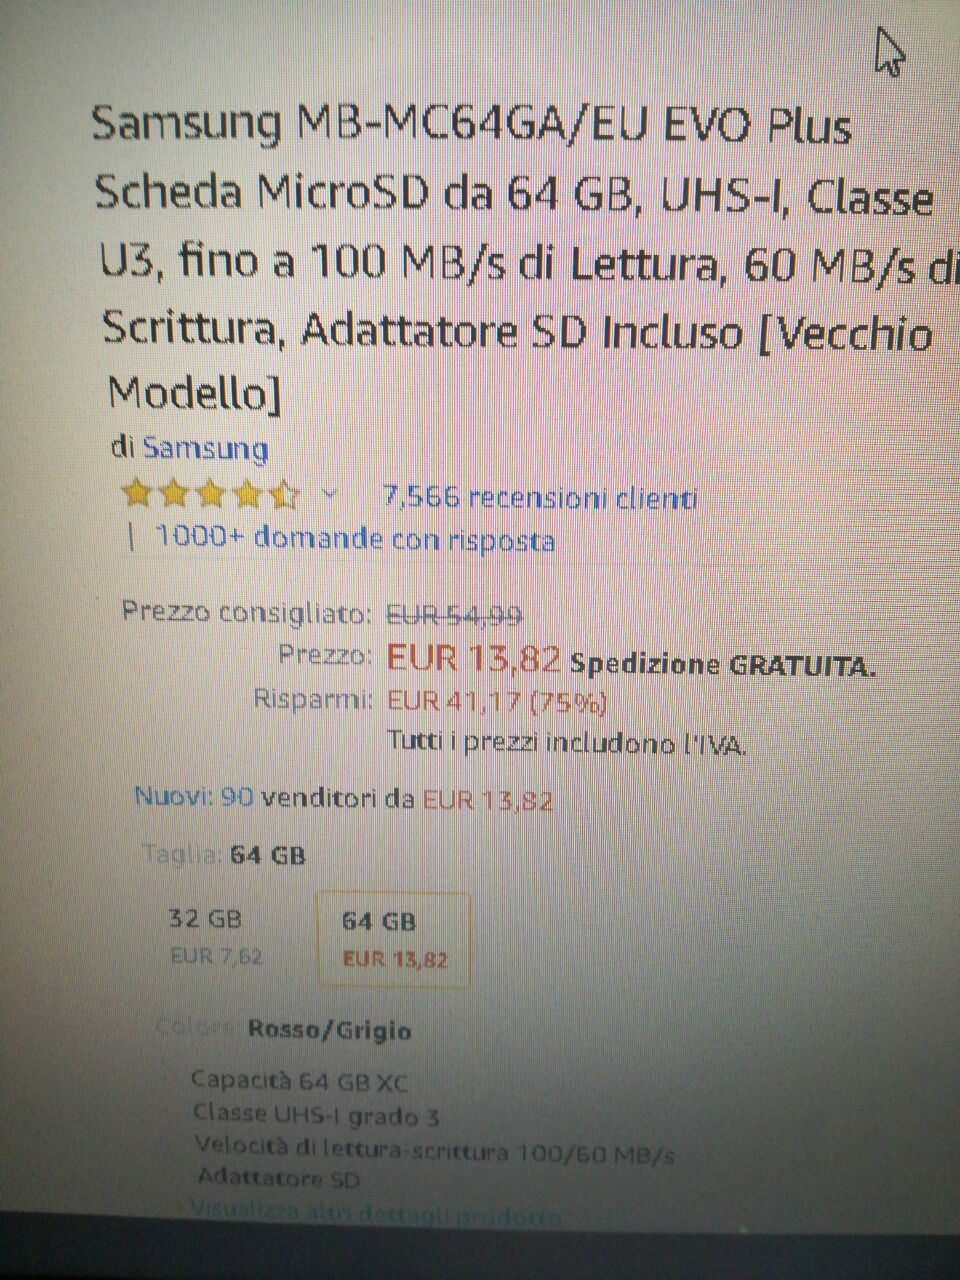 Samsung MB-MC64GA/EU EVO Plus
Scheda MicroSD da 64 GB, UHS-I, Classe
U3, fino a 100 MB/s di Lettura, 60 MB/s di
Scrittura, Adattatore SD Incluso [Vecchio
Modello]
di Samsung
7,566 recensioni clienti
| 1000+ domande con risposta
Prezzo consigliato: EUR 54,99
Prezzo: EUR 13,82 Spedizione GRATUITA.
Risparmi: EUR 41,17 (75%)
Tutti i prezzi includono l'IVA.
Nuovi: 90 venditori da EUR 13,82
Taglia: 64 GB
32 GB 64 GB
EUR 7,62 EUR 13,82
Colore: Rosso/Grigio
Capacità 64 GB XC
Classe UHS-I grado 3
Velocità di lettura-scrittura 100/60 MB/s
Adattatore SD
Visualizza altri dettagli prodotto